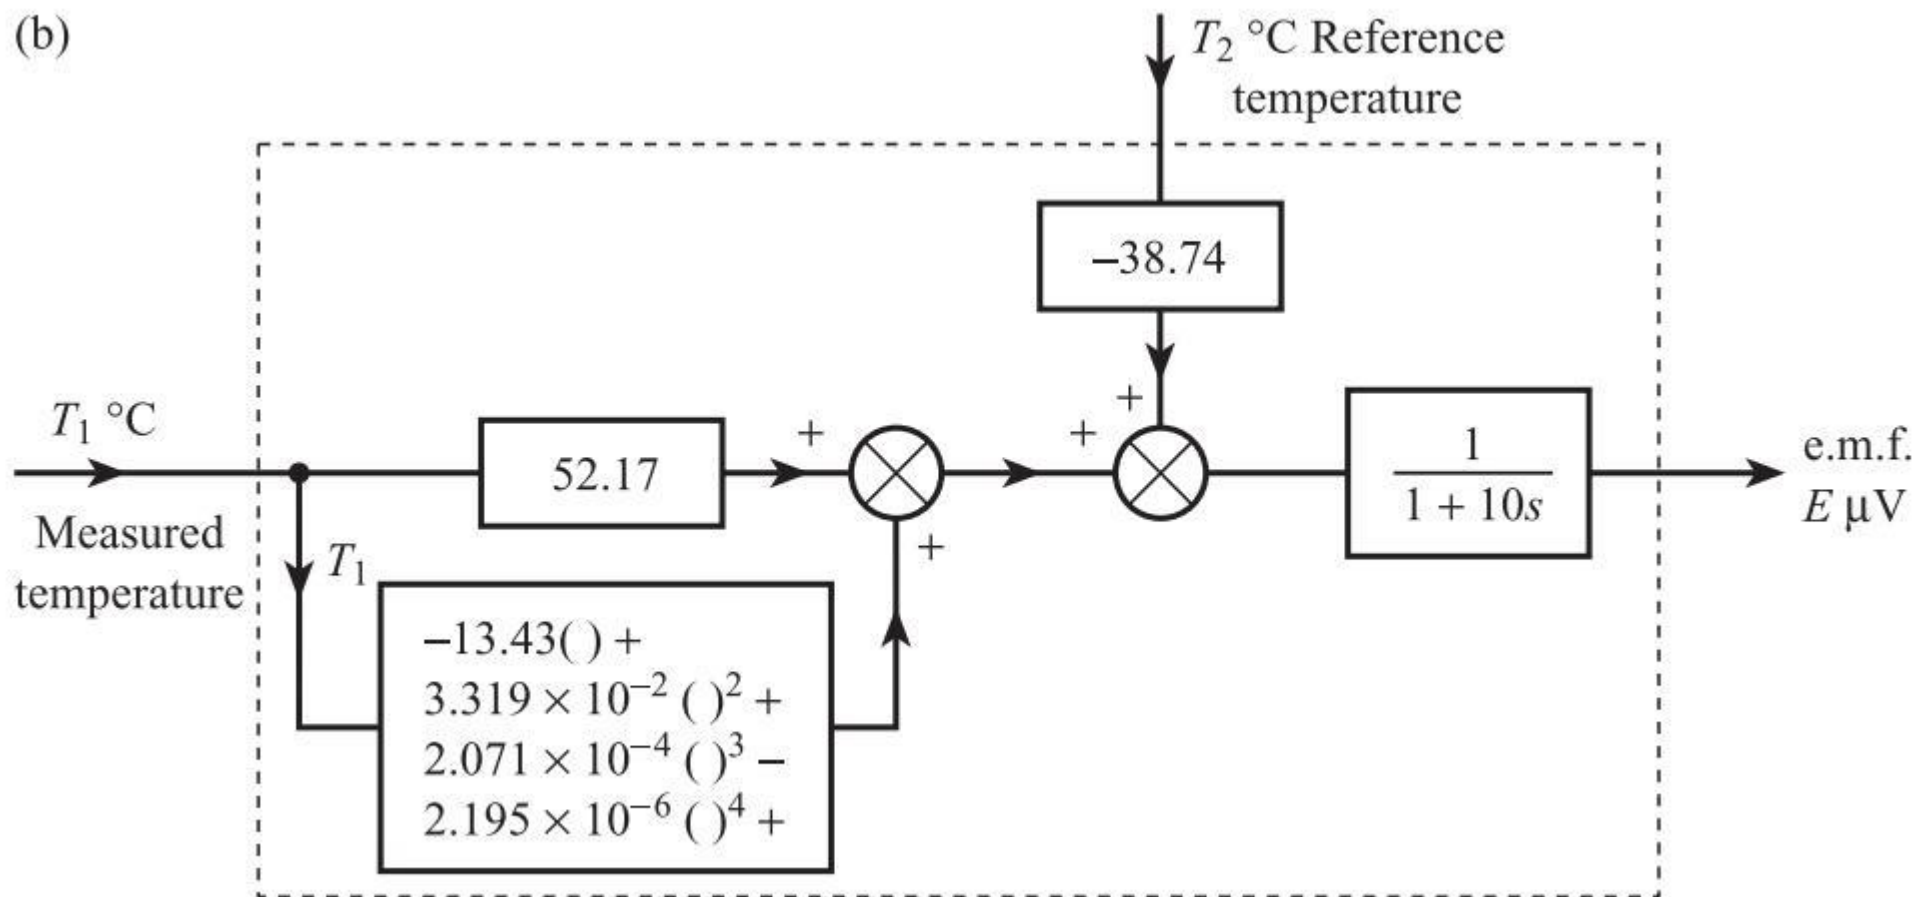 (b)
T₂ °C Reference
temperature
−38.74
T₁ °C
Measured
temperature
52.17
+
+
+
+
T₁
−13.43( ) +
3.319 × 10⁻² ( )² +
2.071 × 10⁻⁴ ( )³ −
2.195 × 10⁻⁶ ( )⁴ +
1
1 + 10s
e.m.f.
E μV